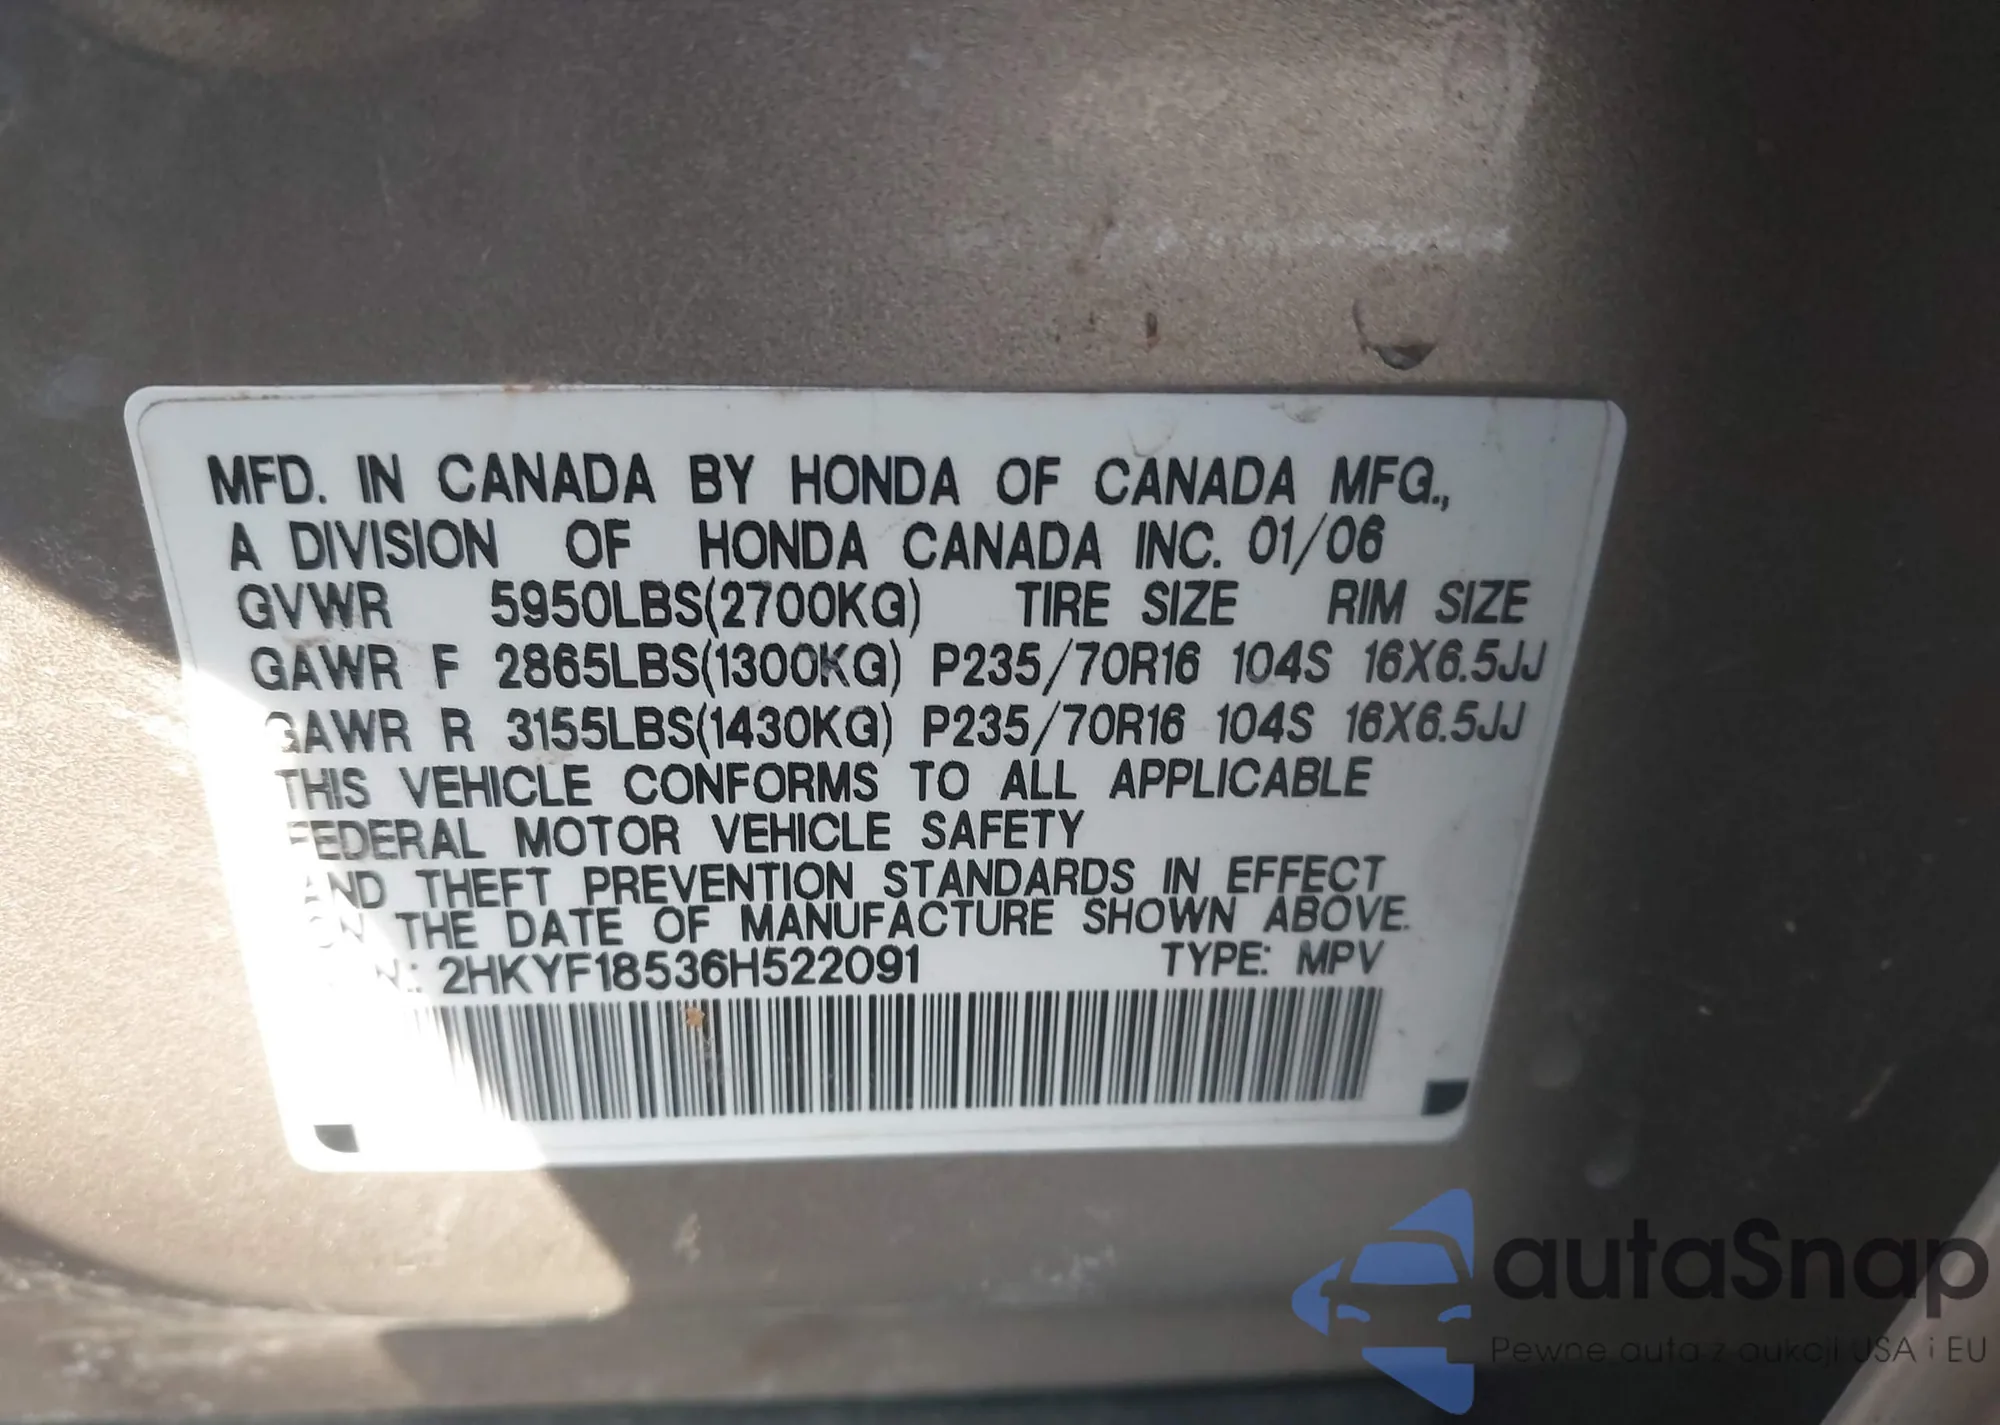 MFD. IN CANADA BY HONDA OF CANADA MFG.,
A DIVISION OF HONDA CANADA INC. 01/06
GVWR 5950LBS(2700KG) TIRE SIZE RIM SIZE
GAWR F 2865LBS(1300KG) P235/70R16 104S 16X6.5JJ
GAWR R 3155LBS(1430KG) P235/70R16 104S 16X6.5JJ
THIS VEHICLE CONFORMS TO ALL APPLICABLE
FEDERAL MOTOR VEHICLE SAFETY
AND THEFT PREVENTION STANDARDS IN EFFECT
THE DATE OF MANUFACTURE SHOWN ABOVE.
2HKYF18536H522091 TYPE: MPV
autaSnap
Pewne auta z aukcji USA i EU